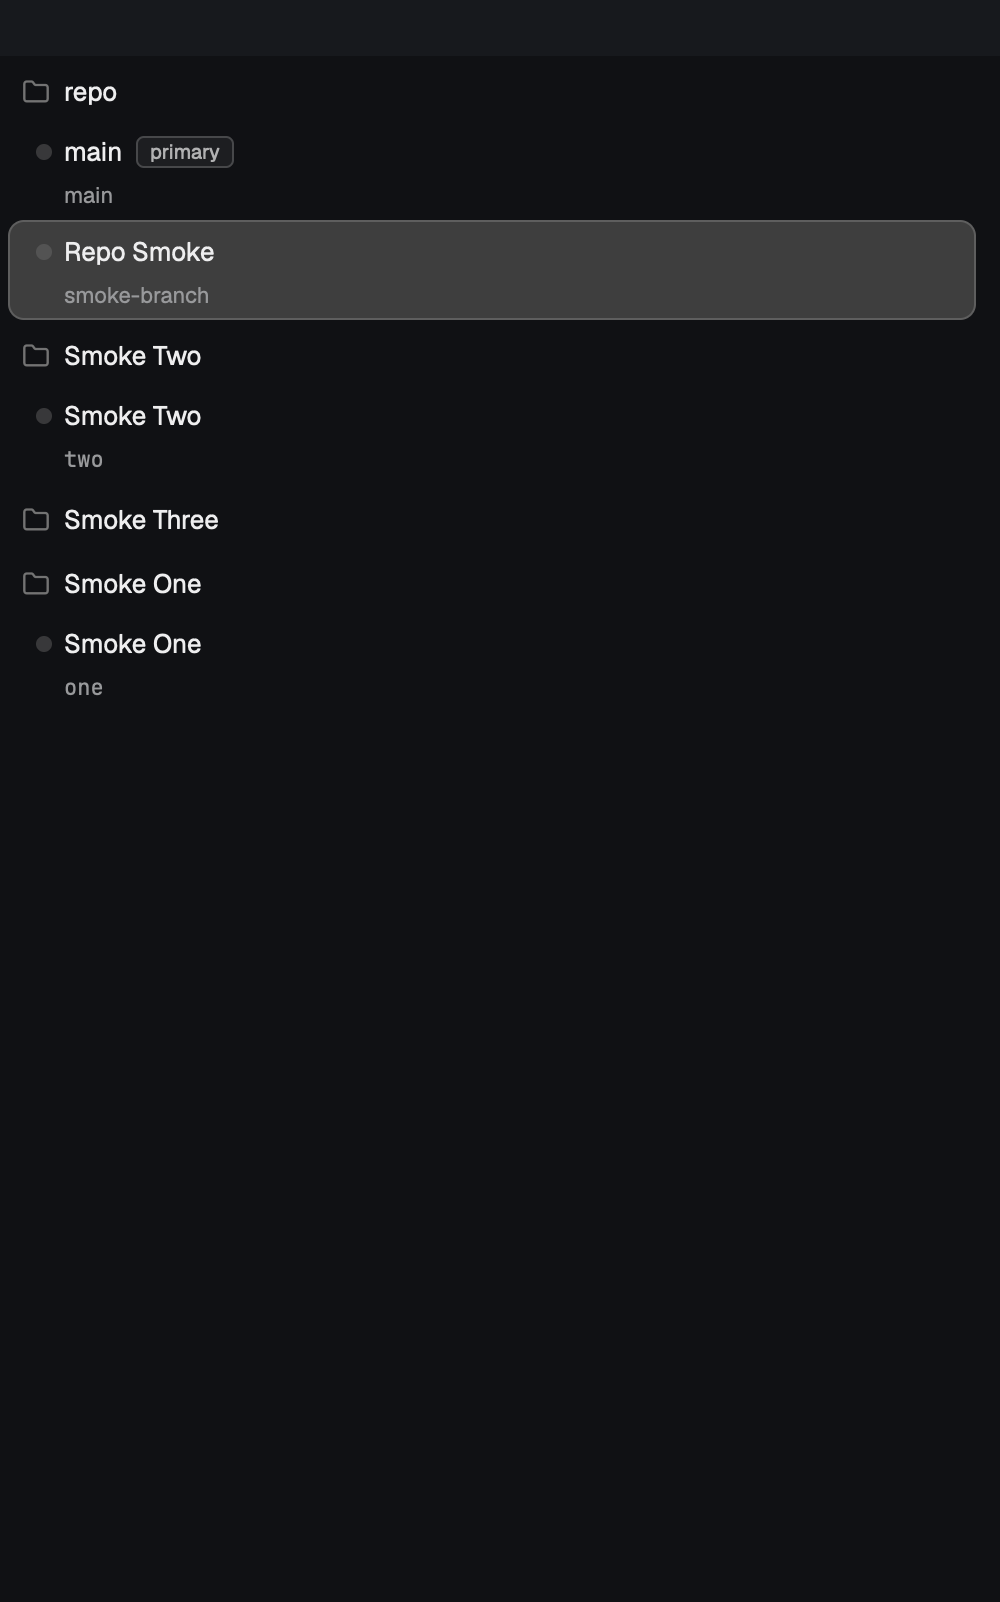 repo
main primary
main
Repo Smoke
smoke-branch
Smoke Two
Smoke Two
two
Smoke Three
Smoke One
Smoke One
one